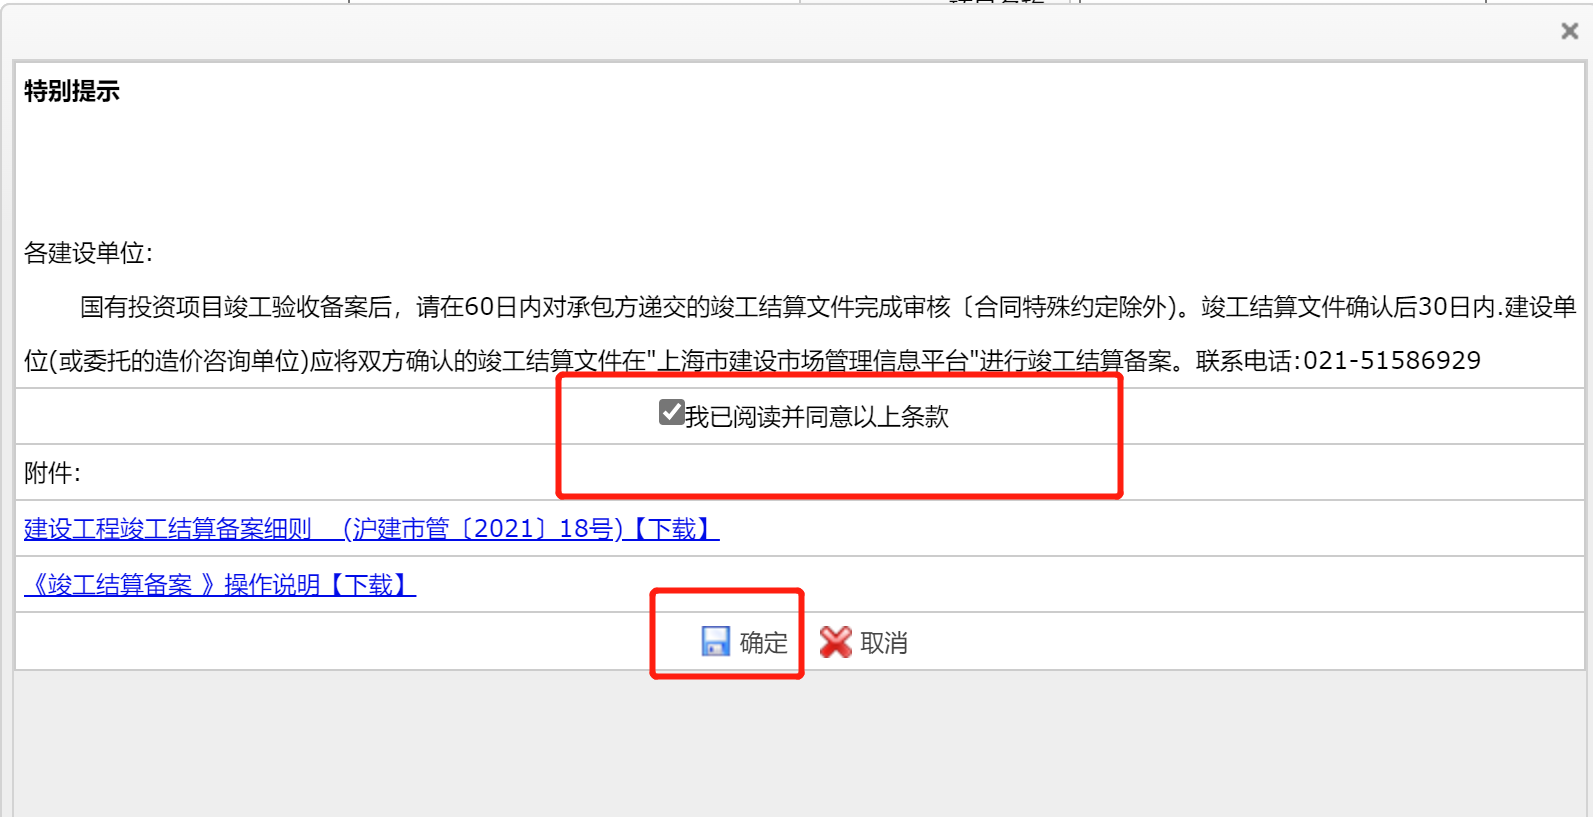 特别提示
各建设单位:
国有投资项目竣工验收备案后，请在60日内对承包方递交的竣工结算文件完成审核〔合同特殊约定除外)。竣工结算文件确认后30日内.建设单
位(或委托的造价咨询单位)应将双方确认的竣工结算文件在"上海市建设市场管理信息平台"进行竣工结算备案。联系电话:021-51586929
我已阅读并同意以上条款
附件:
建设工程竣工结算备案细则　(沪建市管〔2021〕18号)【下载】
《竣工结算备案 》操作说明【下载】
确定 取消